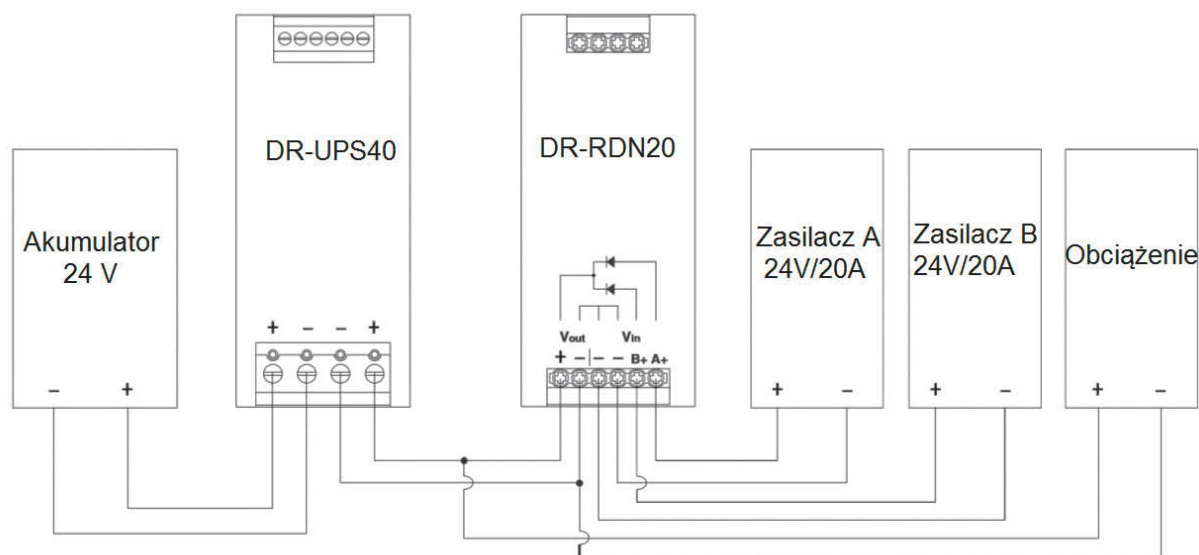 DR-UPS40
DR-RDN20
Akumulator
24 V
Zasilacz A
24V/20A
Zasilacz B
24V/20A
Obciążenie
+ − − +
Vout Vin
+ − − − B+ A+
− +
+ −
+ −
+ −